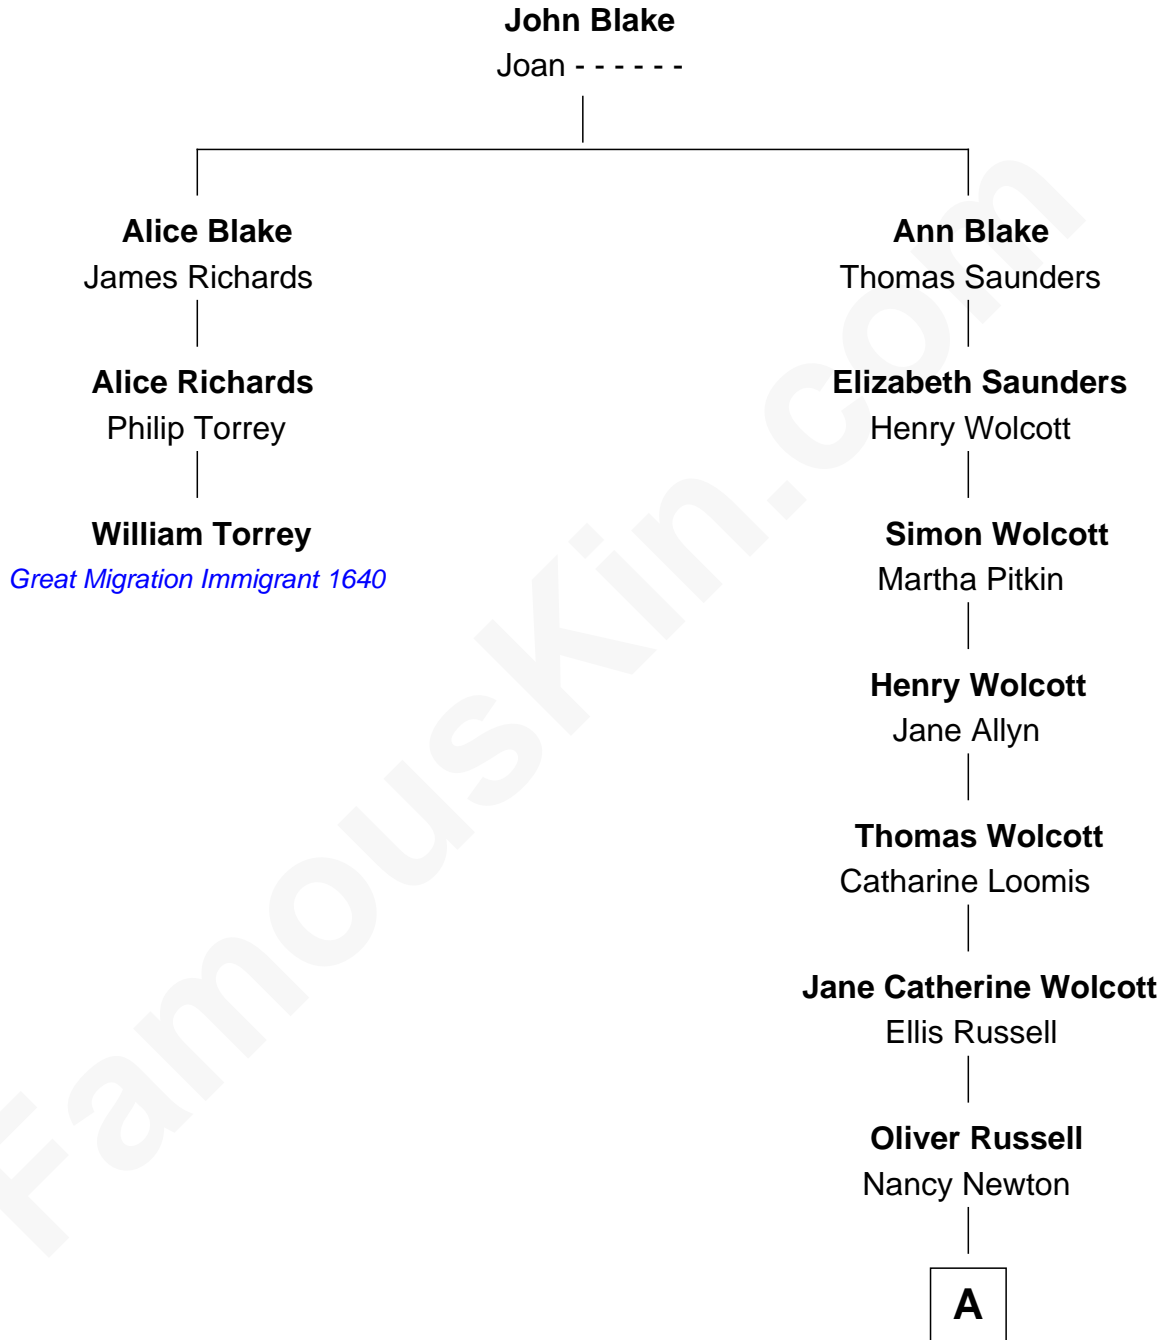 John Blake
Joan - - - - - -
Alice Blake
James Richards
Alice Richards
Philip Torrey
William Torrey
Great Migration Immigrant 1640
Ann Blake
Thomas Saunders
Elizabeth Saunders
Henry Wolcott
Simon Wolcott
Martha Pitkin
Henry Wolcott
Jane Allyn
Thomas Wolcott
Catharine Loomis
Jane Catherine Wolcott
Ellis Russell
Oliver Russell
Nancy Newton
A
FamousKin.com